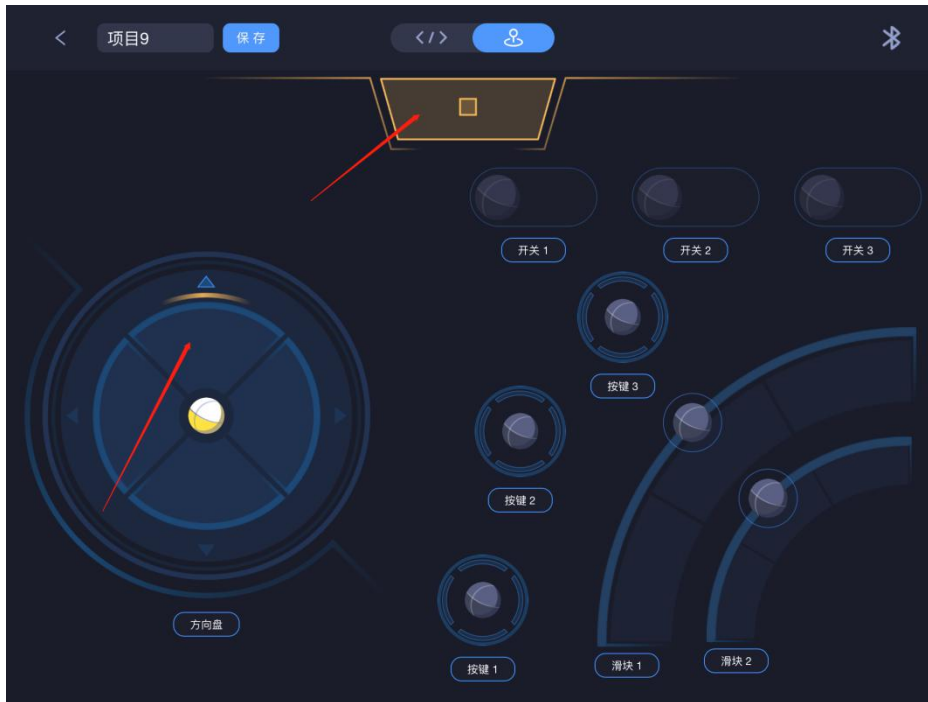 项目9
保存
</>
开关 1
开关 2
开关 3
按键 3
按键 2
方向盘
按键 1
滑块 1
滑块 2